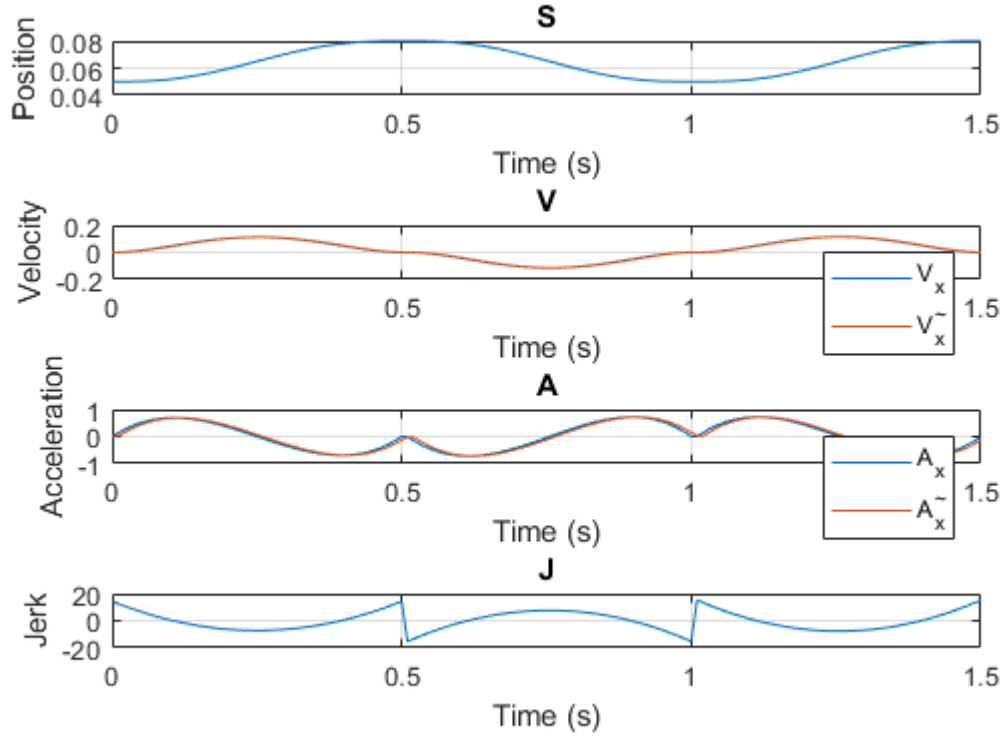 S
Position
0.08
0.06
0.04
0 0.5 1 1.5
Time (s)
V
Velocity
0.2
0
-0.2
0 0.5 1 1.5
V_x
V_x^~
Time (s)
A
Acceleration
1
0
-1
0 0.5 1 1.5
A_x
A_x^~
Time (s)
J
Jerk
20
0
-20
0 0.5 1 1.5
Time (s)